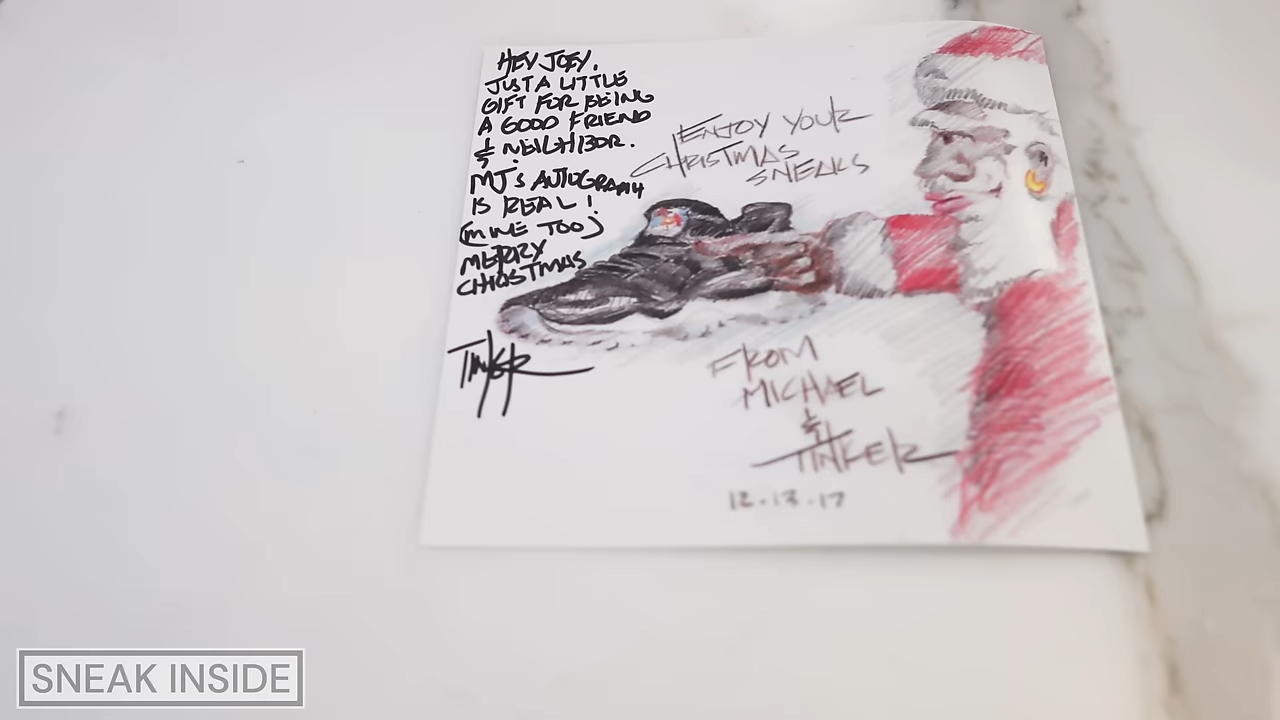 HEY JOEY,
JUST A LITTLE
GIFT FOR BEING
A GOOD FRIEND
& NEIGHBOR.
MJ's AUTOGRAPH
IS REAL!
(MINE TOO)
MERRY
CHRISTMAS
TINKER
ENJOY YOUR
CHRISTMAS
SNEAKS
FROM
MICHAEL
&
TINKER
12.13.17
SNEAK INSIDE